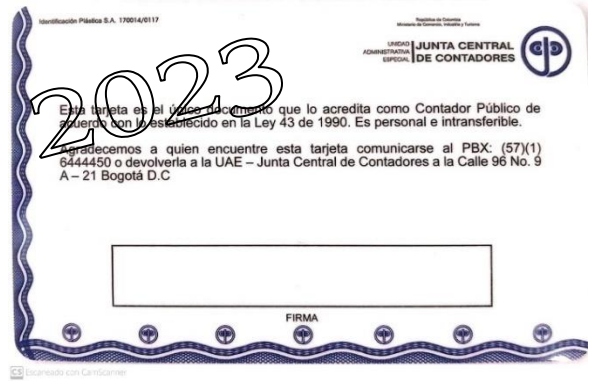 Identificación Plástica S.A. 170014/0117
República de Colombia
Ministerio de Comercio, Industria y Turismo
UNIDAD
ADMINISTRATIVA
ESPECIAL
JUNTA CENTRAL
DE CONTADORES
2023
Esta tarjeta es el único documento que lo acredita como Contador Público de
acuerdo con lo establecido en la Ley 43 de 1990. Es personal e intransferible.
Agradecemos a quien encuentre esta tarjeta comunicarse al PBX: (57)(1)
6444450 o devolverla a la UAE – Junta Central de Contadores a la Calle 96 No. 9
A – 21 Bogotá D.C
FIRMA
CS Escaneado con CamScanner